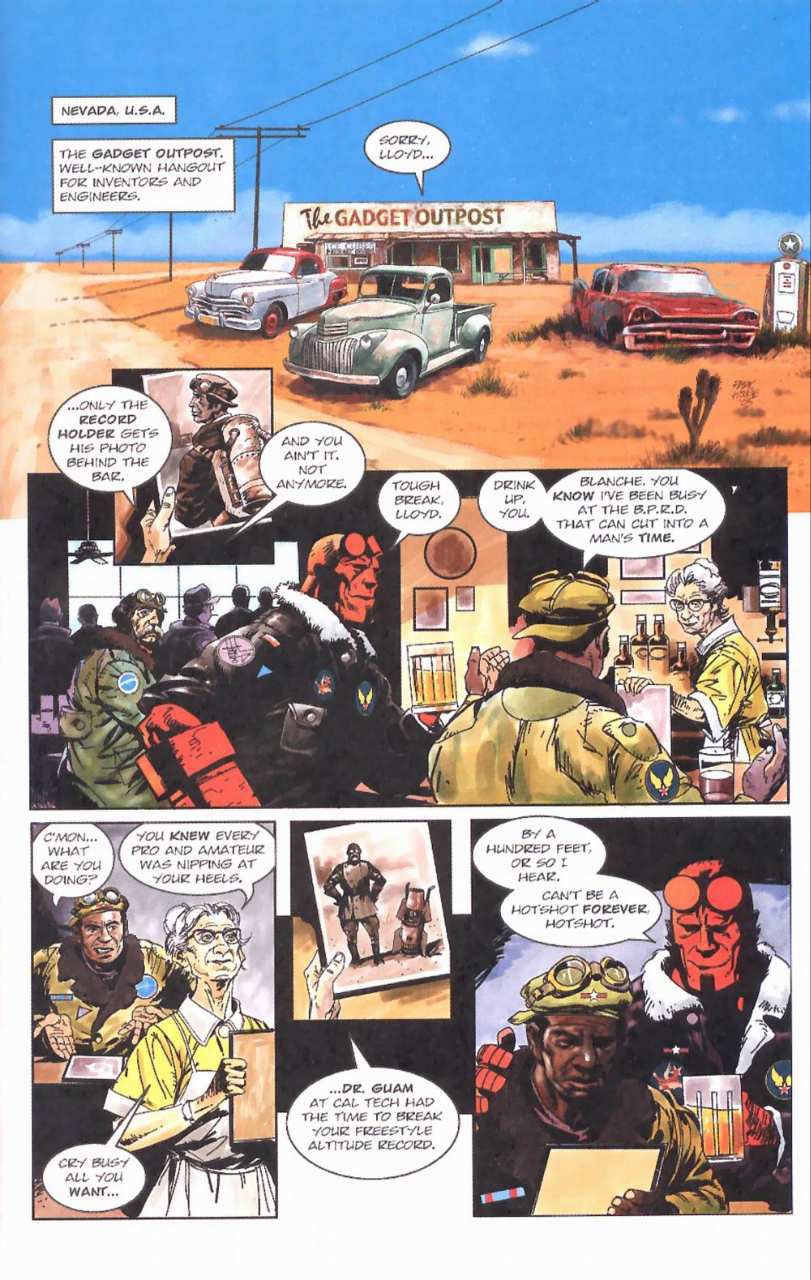 NEVADA, U.S.A.
THE GADGET OUTPOST.
WELL-KNOWN HANGOUT
FOR INVENTORS AND
ENGINEERS.
SORRY,
LLOYD...
The GADGET OUTPOST
ICE CUBES
...ONLY THE
RECORD
HOLDER GETS
HIS PHOTO
BEHIND THE
BAR.
AND YOU
AIN'T IT.
NOT
ANYMORE.
TOUGH
BREAK,
LLOYD.
DRINK
UP,
YOU.
BLANCHE. YOU
KNOW I'VE BEEN BUSY
AT THE B.P.R.D.
THAT CAN CUT INTO A
MAN'S TIME.
C'MON...
WHAT
ARE YOU
DOING?
YOU KNEW EVERY
PRO AND AMATEUR
WAS NIPPING AT
YOUR HEELS.
CRY BUSY
ALL YOU
WANT...
...DR. GUAM
AT CAL TECH HAD
THE TIME TO BREAK
YOUR FREESTYLE
ALTITUDE RECORD.
BY A
HUNDRED FEET,
OR SO I
HEAR.
CAN'T BE A
HOTSHOT FOREVER,
HOTSHOT.